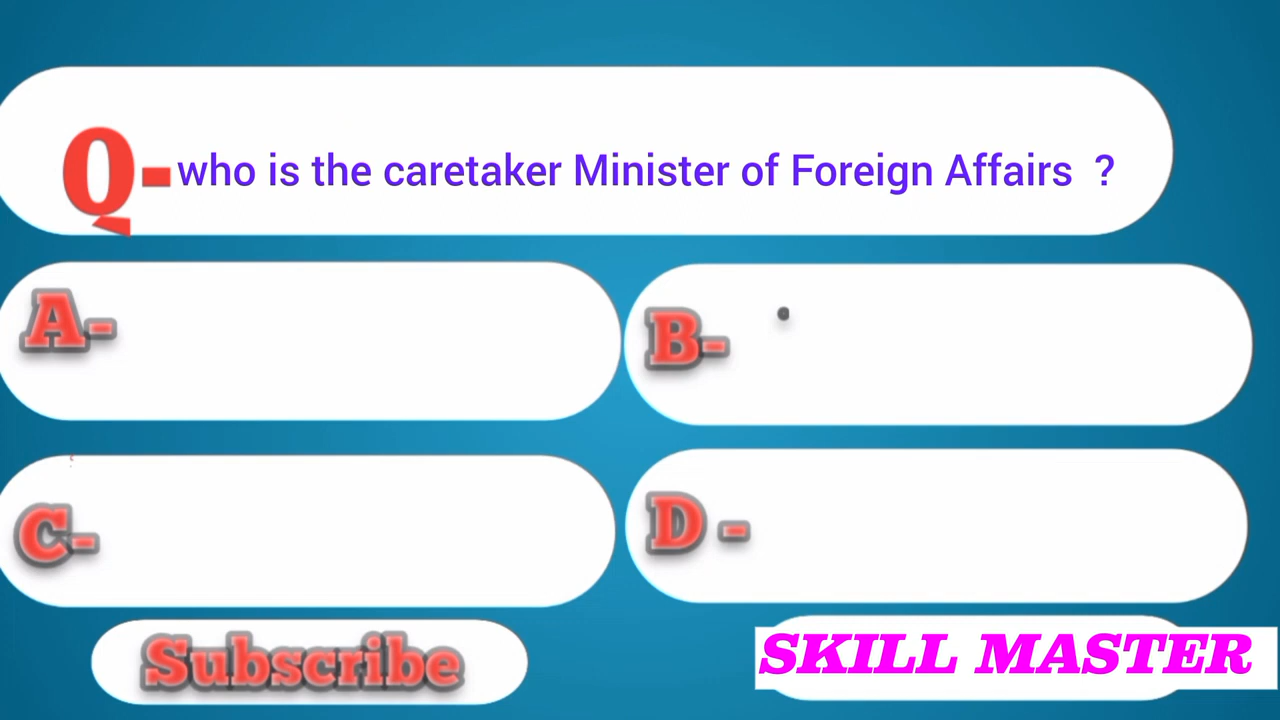 Q- who is the caretaker Minister of Foreign Affairs ?
A-
B-
C-
D -
Subscribe
SKILL MASTER